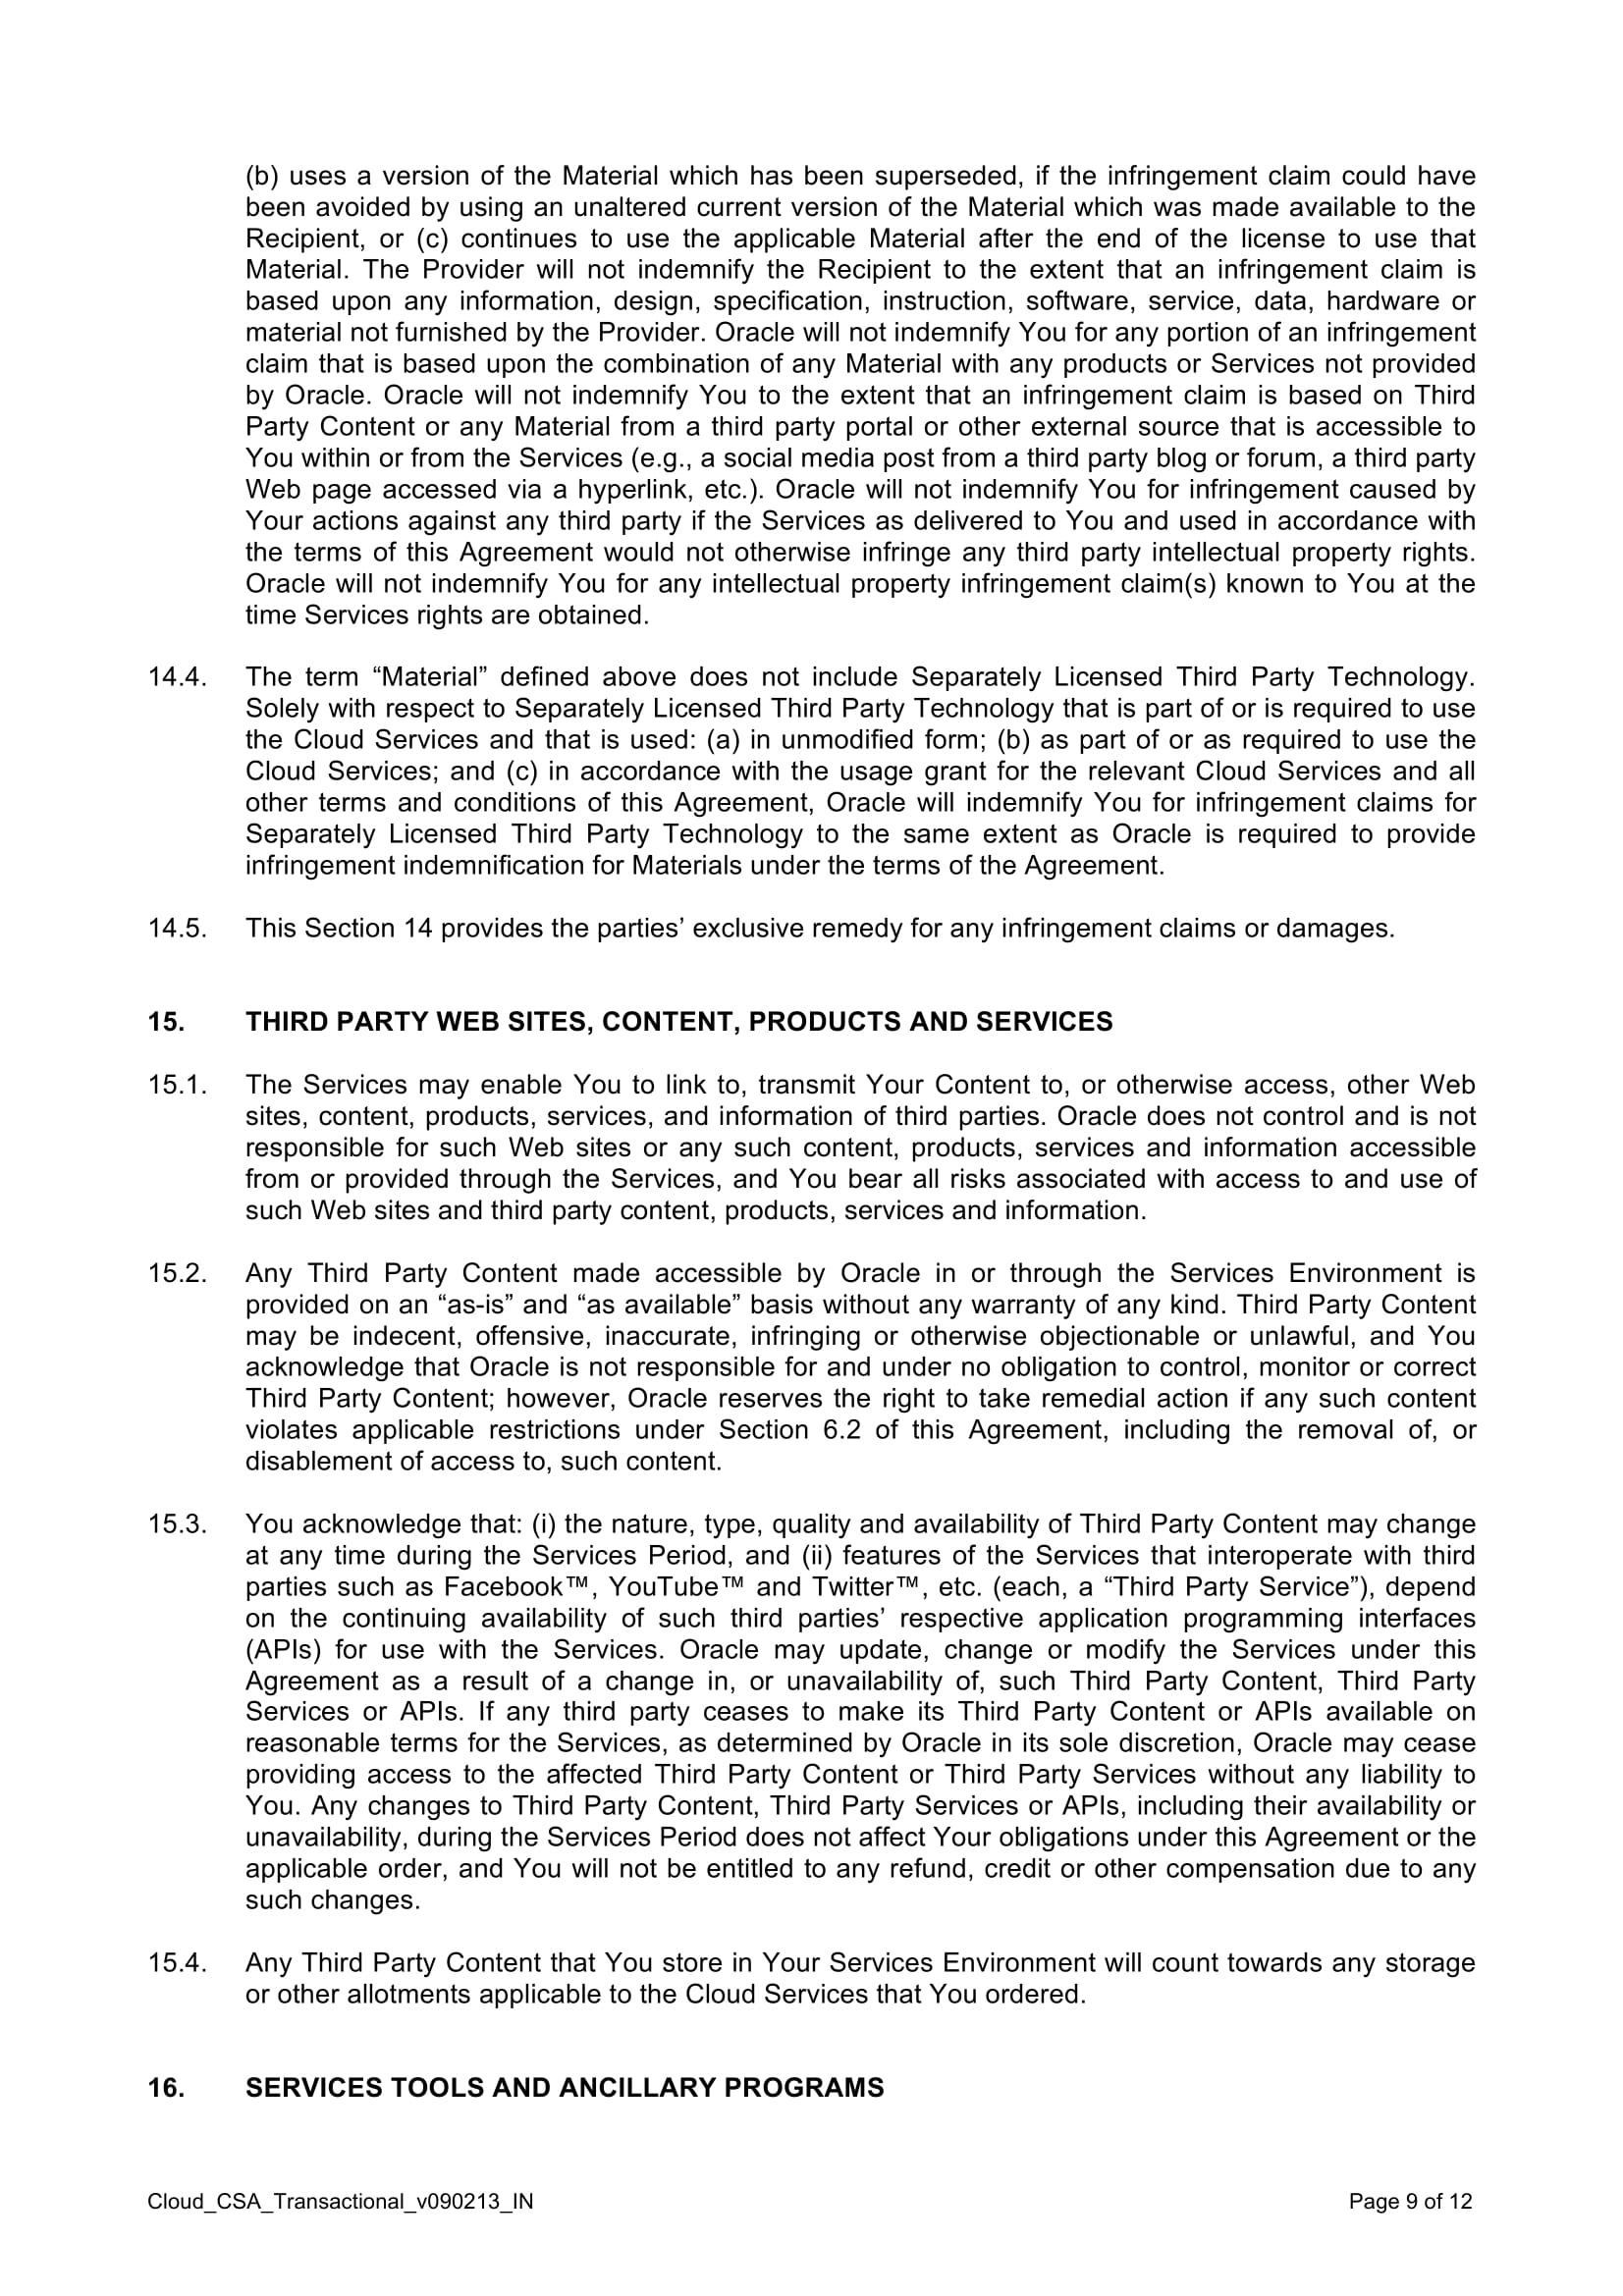 (b) uses a version of the Material which has been superseded, if the infringement claim could have
been avoided by using an unaltered current version of the Material which was made available to the
Recipient, or (c) continues to use the applicable Material after the end of the license to use that
Material. The Provider will not indemnify the Recipient to the extent that an infringement claim is
based upon any information, design, specification, instruction, software, service, data, hardware or
material not furnished by the Provider. Oracle will not indemnify You for any portion of an infringement
claim that is based upon the combination of any Material with any products or Services not provided
by Oracle. Oracle will not indemnify You to the extent that an infringement claim is based on Third
Party Content or any Material from a third party portal or other external source that is accessible to
You within or from the Services (e.g., a social media post from a third party blog or forum, a third party
Web page accessed via a hyperlink, etc.). Oracle will not indemnify You for infringement caused by
Your actions against any third party if the Services as delivered to You and used in accordance with
the terms of this Agreement would not otherwise infringe any third party intellectual property rights.
Oracle will not indemnify You for any intellectual property infringement claim(s) known to You at the
time Services rights are obtained.
14.4. The term “Material” defined above does not include Separately Licensed Third Party Technology.
Solely with respect to Separately Licensed Third Party Technology that is part of or is required to use
the Cloud Services and that is used: (a) in unmodified form; (b) as part of or as required to use the
Cloud Services; and (c) in accordance with the usage grant for the relevant Cloud Services and all
other terms and conditions of this Agreement, Oracle will indemnify You for infringement claims for
Separately Licensed Third Party Technology to the same extent as Oracle is required to provide
infringement indemnification for Materials under the terms of the Agreement.
14.5. This Section 14 provides the parties’ exclusive remedy for any infringement claims or damages.
15. THIRD PARTY WEB SITES, CONTENT, PRODUCTS AND SERVICES
15.1. The Services may enable You to link to, transmit Your Content to, or otherwise access, other Web
sites, content, products, services, and information of third parties. Oracle does not control and is not
responsible for such Web sites or any such content, products, services and information accessible
from or provided through the Services, and You bear all risks associated with access to and use of
such Web sites and third party content, products, services and information.
15.2. Any Third Party Content made accessible by Oracle in or through the Services Environment is
provided on an “as-is” and “as available” basis without any warranty of any kind. Third Party Content
may be indecent, offensive, inaccurate, infringing or otherwise objectionable or unlawful, and You
acknowledge that Oracle is not responsible for and under no obligation to control, monitor or correct
Third Party Content; however, Oracle reserves the right to take remedial action if any such content
violates applicable restrictions under Section 6.2 of this Agreement, including the removal of, or
disablement of access to, such content.
15.3. You acknowledge that: (i) the nature, type, quality and availability of Third Party Content may change
at any time during the Services Period, and (ii) features of the Services that interoperate with third
parties such as Facebook™, YouTube™ and Twitter™, etc. (each, a “Third Party Service”), depend
on the continuing availability of such third parties’ respective application programming interfaces
(APIs) for use with the Services. Oracle may update, change or modify the Services under this
Agreement as a result of a change in, or unavailability of, such Third Party Content, Third Party
Services or APIs. If any third party ceases to make its Third Party Content or APIs available on
reasonable terms for the Services, as determined by Oracle in its sole discretion, Oracle may cease
providing access to the affected Third Party Content or Third Party Services without any liability to
You. Any changes to Third Party Content, Third Party Services or APIs, including their availability or
unavailability, during the Services Period does not affect Your obligations under this Agreement or the
applicable order, and You will not be entitled to any refund, credit or other compensation due to any
such changes.
15.4. Any Third Party Content that You store in Your Services Environment will count towards any storage
or other allotments applicable to the Cloud Services that You ordered.
16. SERVICES TOOLS AND ANCILLARY PROGRAMS
Cloud_CSA_Transactional_v090213_IN Page 9 of 12